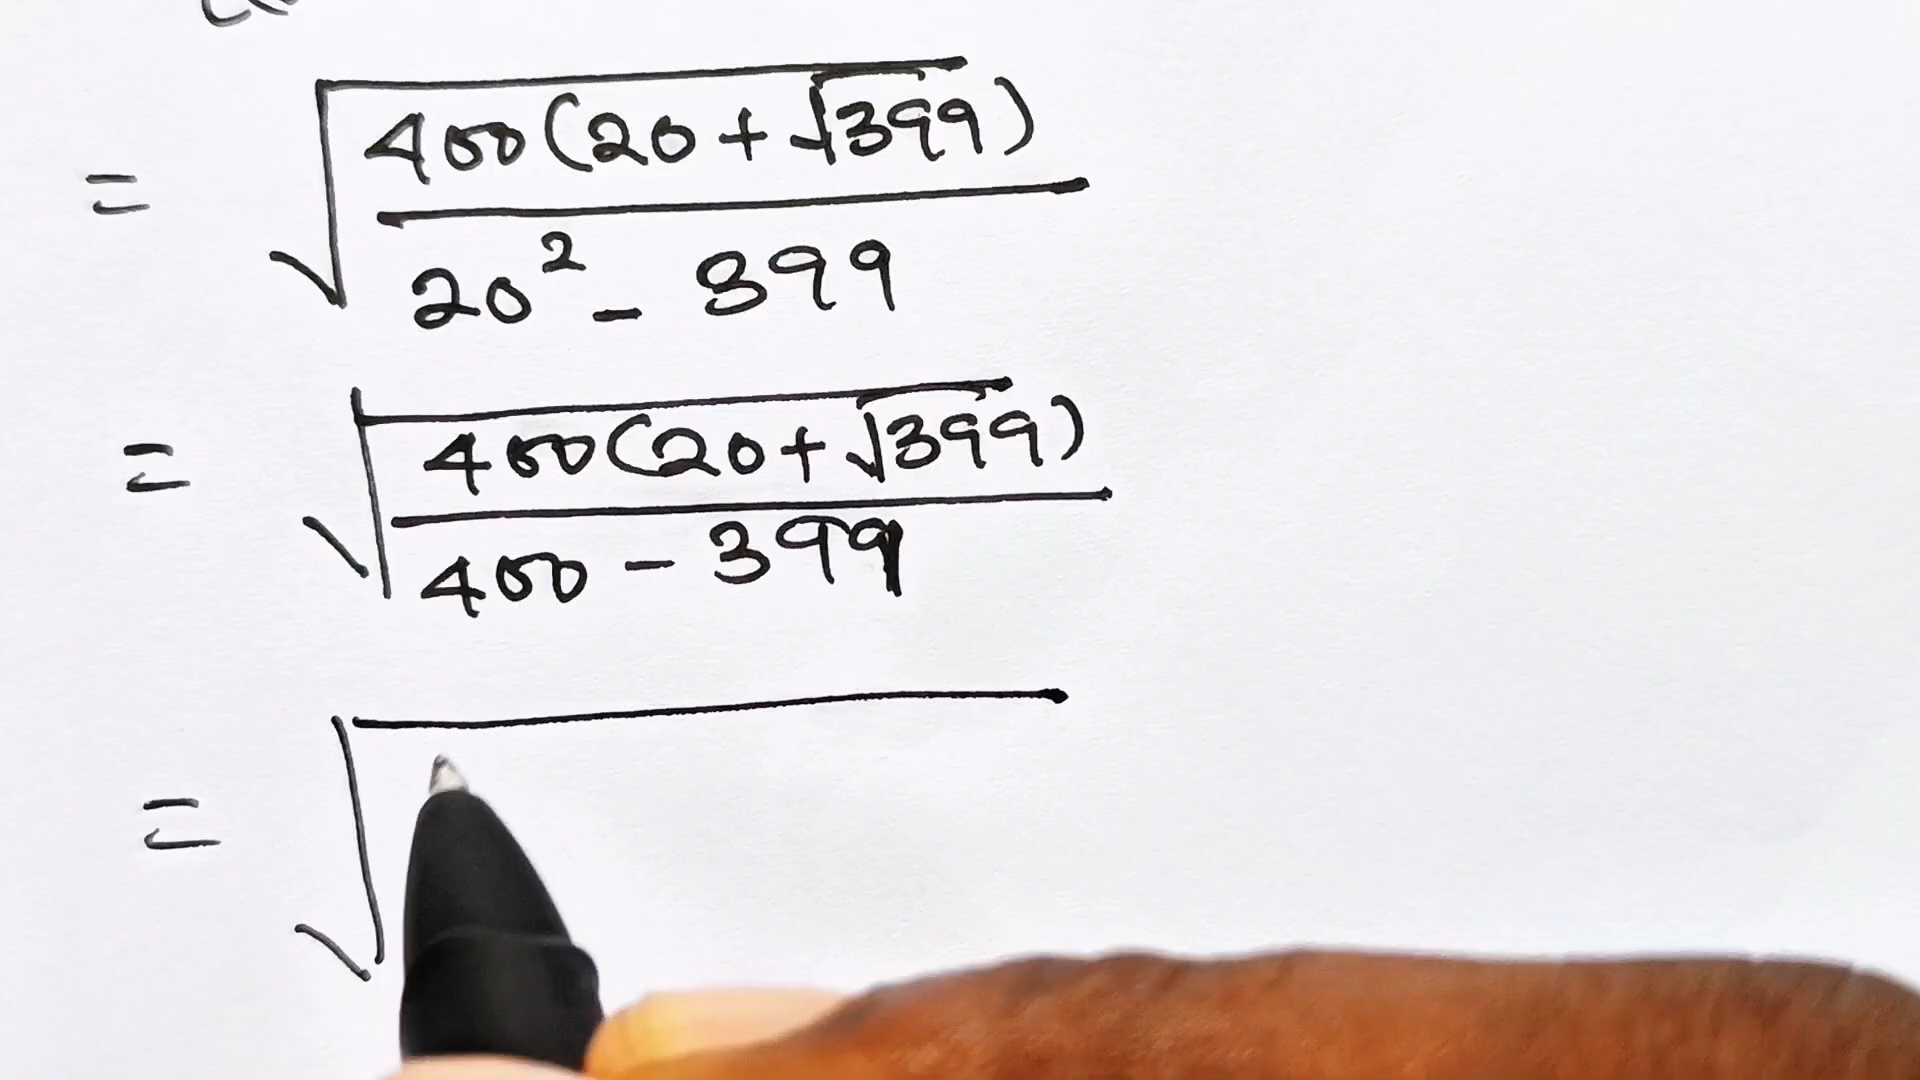 = √(400(20 + √399) / 20² - 399)
= √(400(20 + √399) / 400 - 399)
= √